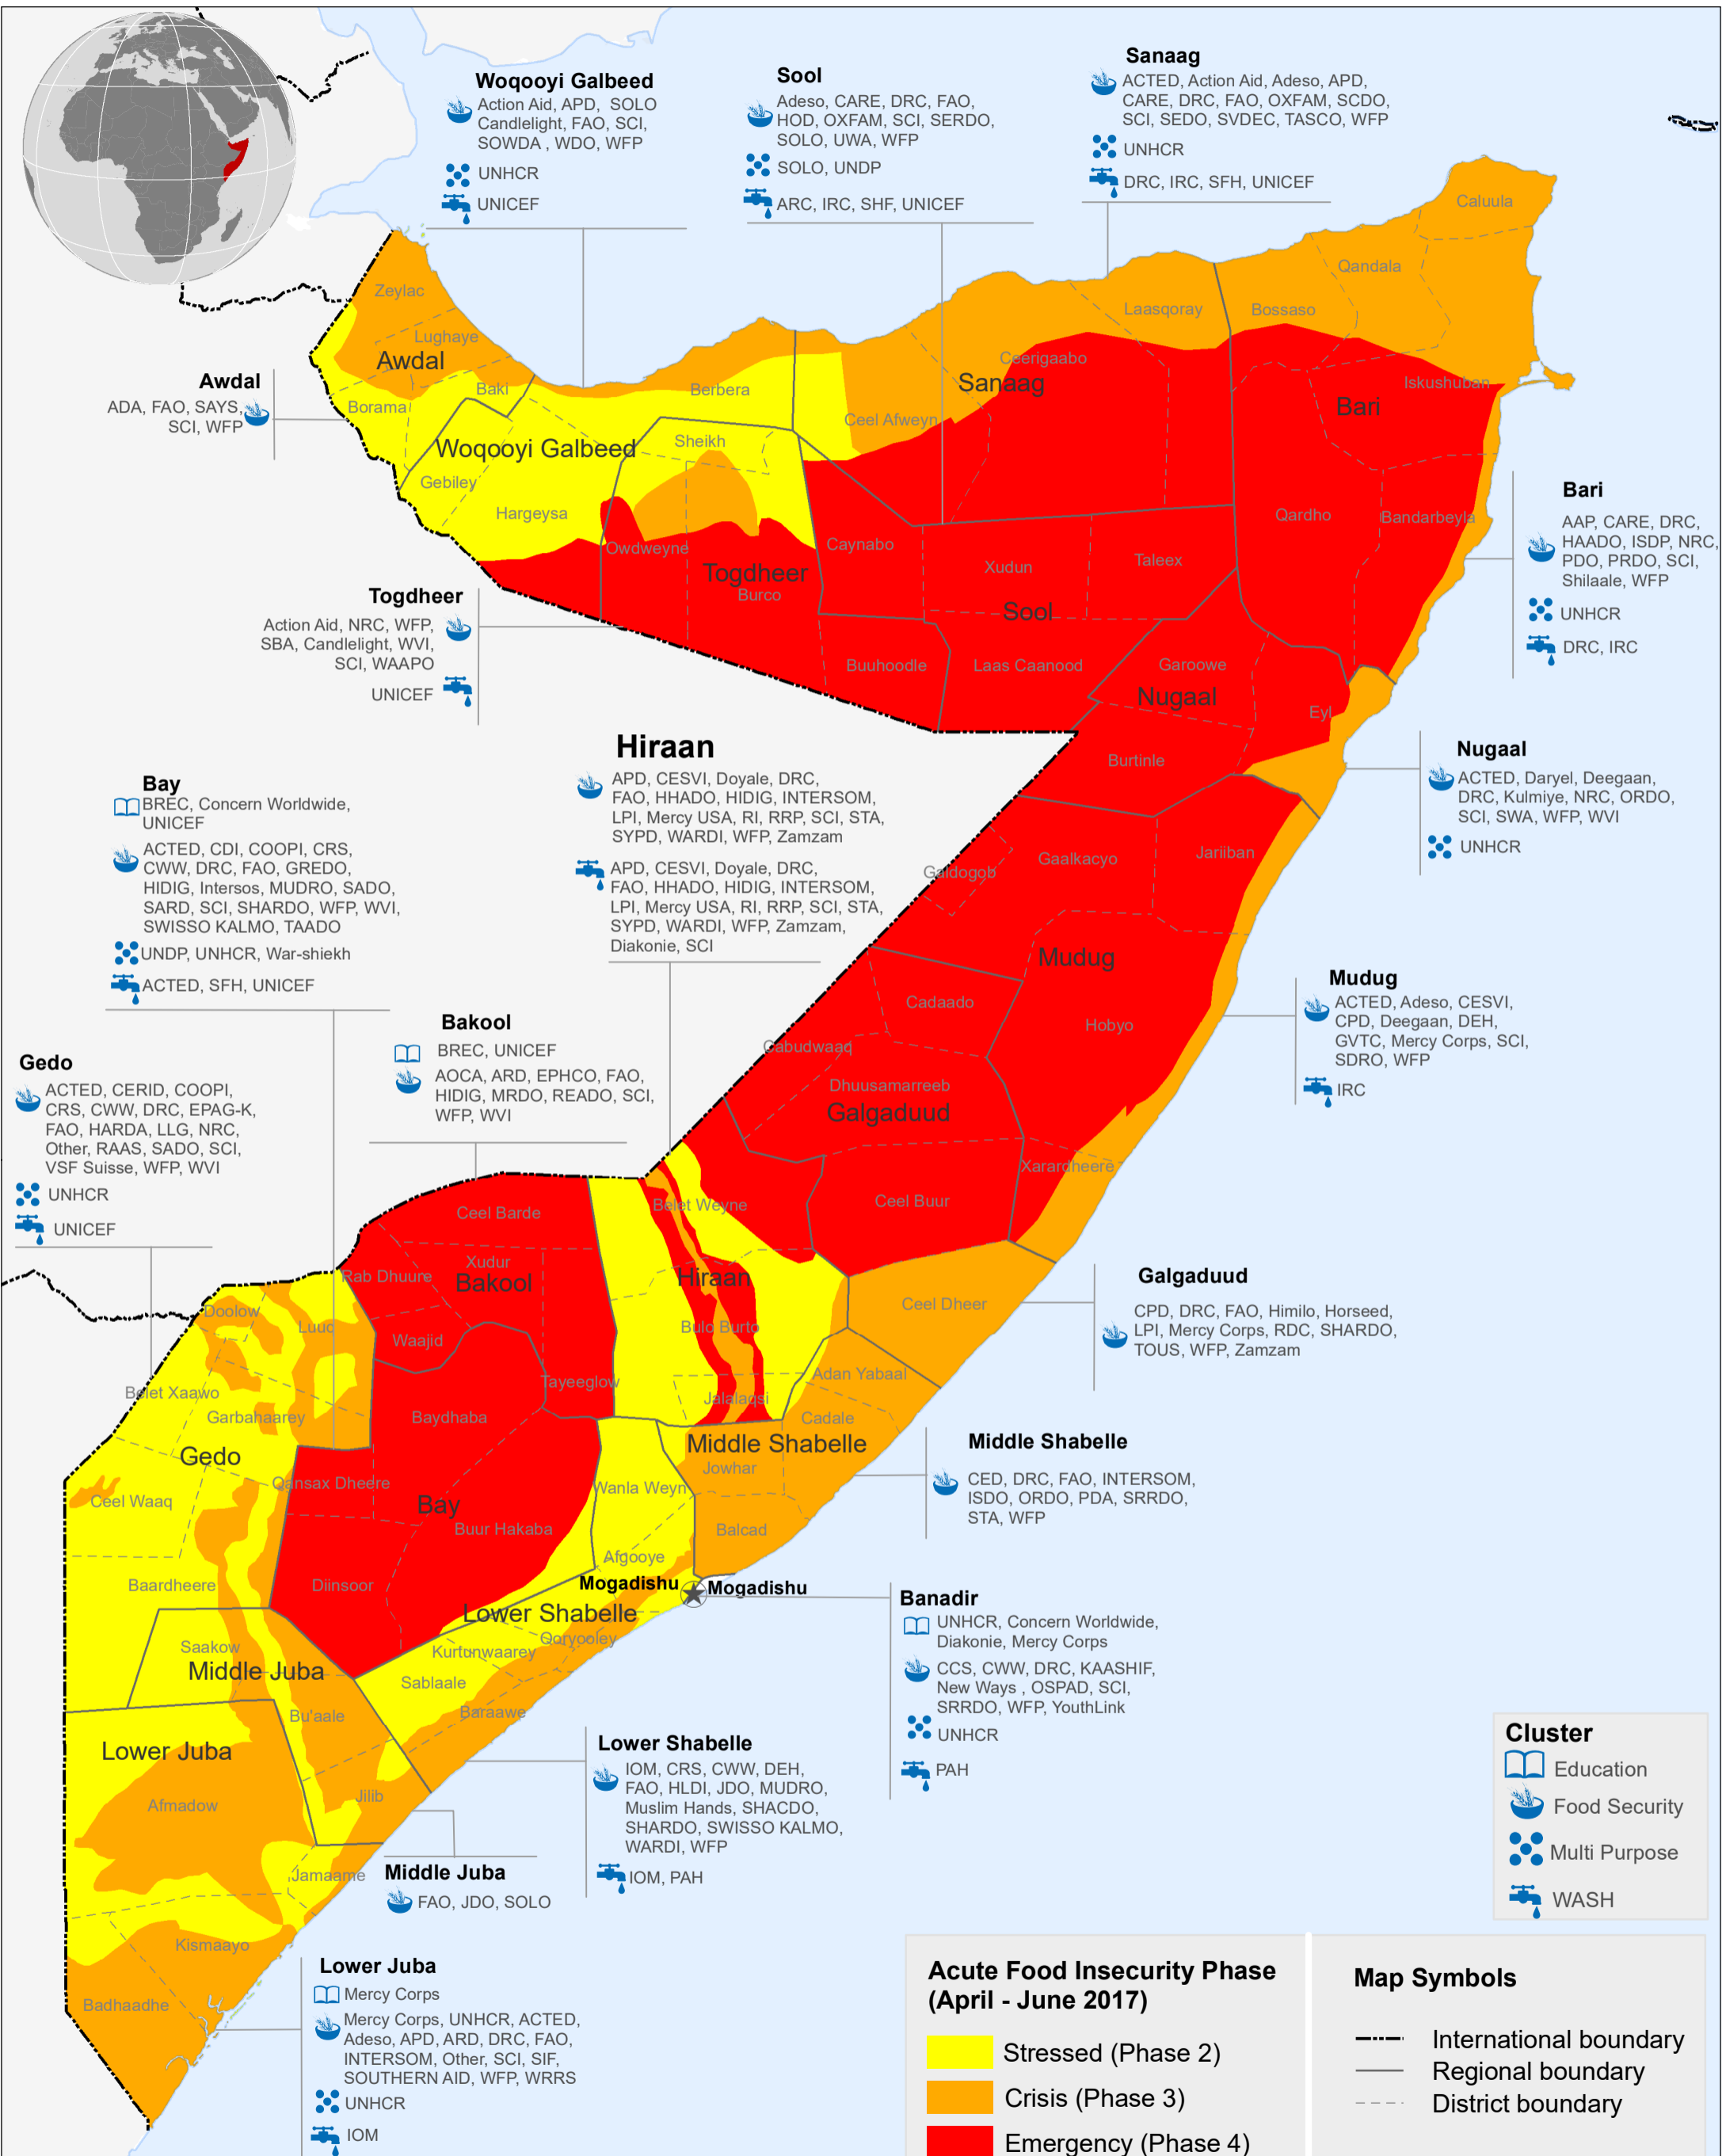 Woqooyi Galbeed
Action Aid, APD, SOLO
Candlelight, FAO, SCI,
SOWDA , WDO, WFP
UNHCR
UNICEF
Sool
Adeso, CARE, DRC, FAO,
HOD, OXFAM, SCI, SERDO,
SOLO, UWA, WFP
SOLO, UNDP
ARC, IRC, SHF, UNICEF
Sanaag
ACTED, Action Aid, Adeso, APD,
CARE, DRC, FAO, OXFAM, SCDO,
SCI, SEDO, SVDEC, TASCO, WFP
UNHCR
DRC, IRC, SFH, UNICEF
Caluula
Qandala
Bossaso
Laasqoray
Zeylac
Lughaye
Awdal
Baki
Borama
Berbera
Ceerigaabo
Sanaag
Ceel Afweyn
Iskushuban
Bari
Awdal
ADA, FAO, SAYS,
SCI, WFP
Woqooyi Galbeed
Sheikh
Gebiley
Hargeysa
Owdweyne
Togdheer
Burco
Caynabo
Xudun
Taleex
Sool
Qardho
Bandarbeyla
Buuhoodle
Laas Caanood
Garoowe
Nugaal
Eyl
Burtinle
Bari
AAP, CARE, DRC,
HAADO, ISDP, NRC,
PDO, PRDO, SCI,
Shilaale, WFP
UNHCR
DRC, IRC
Togdheer
Action Aid, NRC, WFP,
SBA, Candlelight, WVI,
SCI, WAAPO
UNICEF
Nugaal
ACTED, Daryel, Deegaan,
DRC, Kulmiye, NRC, ORDO,
SCI, SWA, WFP, WVI
UNHCR
Hiraan
APD, CESVI, Doyale, DRC,
FAO, HHADO, HIDIG, INTERSOM,
LPI, Mercy USA, RI, RRP, SCI, STA,
SYPD, WARDI, WFP, Zamzam
APD, CESVI, Doyale, DRC,
FAO, HHADO, HIDIG, INTERSOM,
LPI, Mercy USA, RI, RRP, SCI, STA,
SYPD, WARDI, WFP, Zamzam,
Diakonie, SCI
Bay
BREC, Concern Worldwide,
UNICEF
ACTED, CDI, COOPI, CRS,
CWW, DRC, FAO, GREDO,
HIDIG, Intersos, MUDRO, SADO,
SARD, SCI, SHARDO, WFP, WVI,
SWISSO KALMO, TAADO
UNDP, UNHCR, War-shiekh
ACTED, SFH, UNICEF
Galdogob
Gaalkacyo
Jariiban
Mudug
Cadaado
Hobyo
Cabudwaaq
Dhuusamarreeb
Galgaduud
Xarardheere
Ceel Buur
Ceel Dheer
Mudug
ACTED, Adeso, CESVI,
CPD, Deegaan, DEH,
GVTC, Mercy Corps, SCI,
SDRO, WFP
IRC
Bakool
BREC, UNICEF
AOCA, ARD, EPHCO, FAO,
HIDIG, MRDO, READO, SCI,
WFP, WVI
Gedo
ACTED, CERID, COOPI,
CRS, CWW, DRC, EPAG-K,
FAO, HARDA, LLG, NRC,
Other, RAAS, SADO, SCI,
VSF Suisse, WFP, WVI
UNHCR
UNICEF
Galgaduud
CPD, DRC, FAO, Himilo, Horseed,
LPI, Mercy Corps, RDC, SHARDO,
TOUS, WFP, Zamzam
Ceel Barde
Xudur
Rab Dhuure
Bakool
Waajid
Tayeeglow
Belet Weyne
Hiraan
Bulo Burto
Jalalaqsi
Adan Yabaal
Cadale
Middle Shabelle
Jowhar
Balcad
Doolow
Luuq
Belet Xaawo
Garbahaarey
Gedo
Ceel Waaq
Baardheere
Baydhaba
Qansax Dheere
Bay
Buur Hakaba
Diinsoor
Wanla Weyn
Afgooye
Mogadishu
Mogadishu
Lower Shabelle
Qoryooley
Kurtunwaarey
Sablaale
Baraawe
Saakow
Middle Juba
Bu'aale
Jilib
Lower Juba
Afmadow
Jamaame
Kismaayo
Badhaadhe
Middle Shabelle
CED, DRC, FAO, INTERSOM,
ISDO, ORDO, PDA, SRRDO,
STA, WFP
Banadir
UNHCR, Concern Worldwide,
Diakonie, Mercy Corps
CCS, CWW, DRC, KAASHIF,
New Ways , OSPAD, SCI,
SRRDO, WFP, YouthLink
UNHCR
PAH
Lower Shabelle
IOM, CRS, CWW, DEH,
FAO, HLDI, JDO, MUDRO,
Muslim Hands, SHACDO,
SHARDO, SWISSO KALMO,
WARDI, WFP
IOM, PAH
Middle Juba
FAO, JDO, SOLO
Lower Juba
Mercy Corps
Mercy Corps, UNHCR, ACTED,
Adeso, APD, ARD, DRC, FAO,
INTERSOM, Other, SCI, SIF,
SOUTHERN AID, WFP, WRRS
UNHCR
IOM
Cluster
Education
Food Security
Multi Purpose
WASH
Acute Food Insecurity Phase
(April - June 2017)
Stressed (Phase 2)
Crisis (Phase 3)
Emergency (Phase 4)
Map Symbols
International boundary
Regional boundary
District boundary